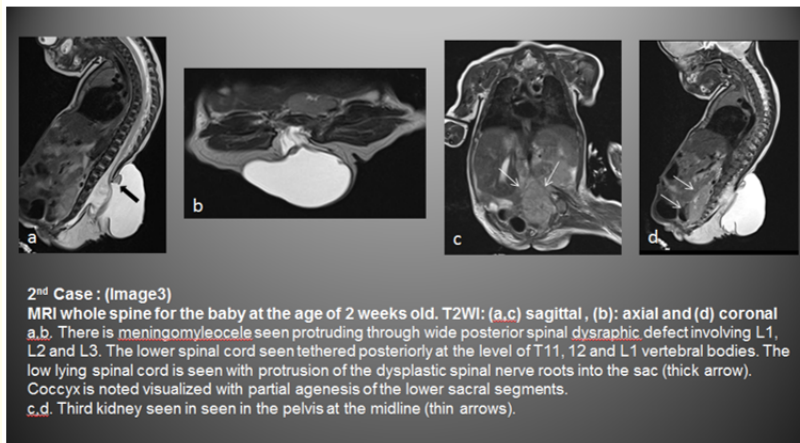 a
b
c
d
2nd Case : (Image3)
MRI whole spine for the baby at the age of 2 weeks old. T2WI: (a,c) sagittal , (b): axial and (d) coronal
a,b. There is meningomyleocele seen protruding through wide posterior spinal dysraphic defect involving L1,
L2 and L3. The lower spinal cord seen tethered posteriorly at the level of T11, 12 and L1 vertebral bodies. The
low lying spinal cord is seen with protrusion of the dysplastic spinal nerve roots into the sac (thick arrow).
Coccyx is noted visualized with partial agenesis of the lower sacral segments.
c,d. Third kidney seen in seen in the pelvis at the midline (thin arrows).